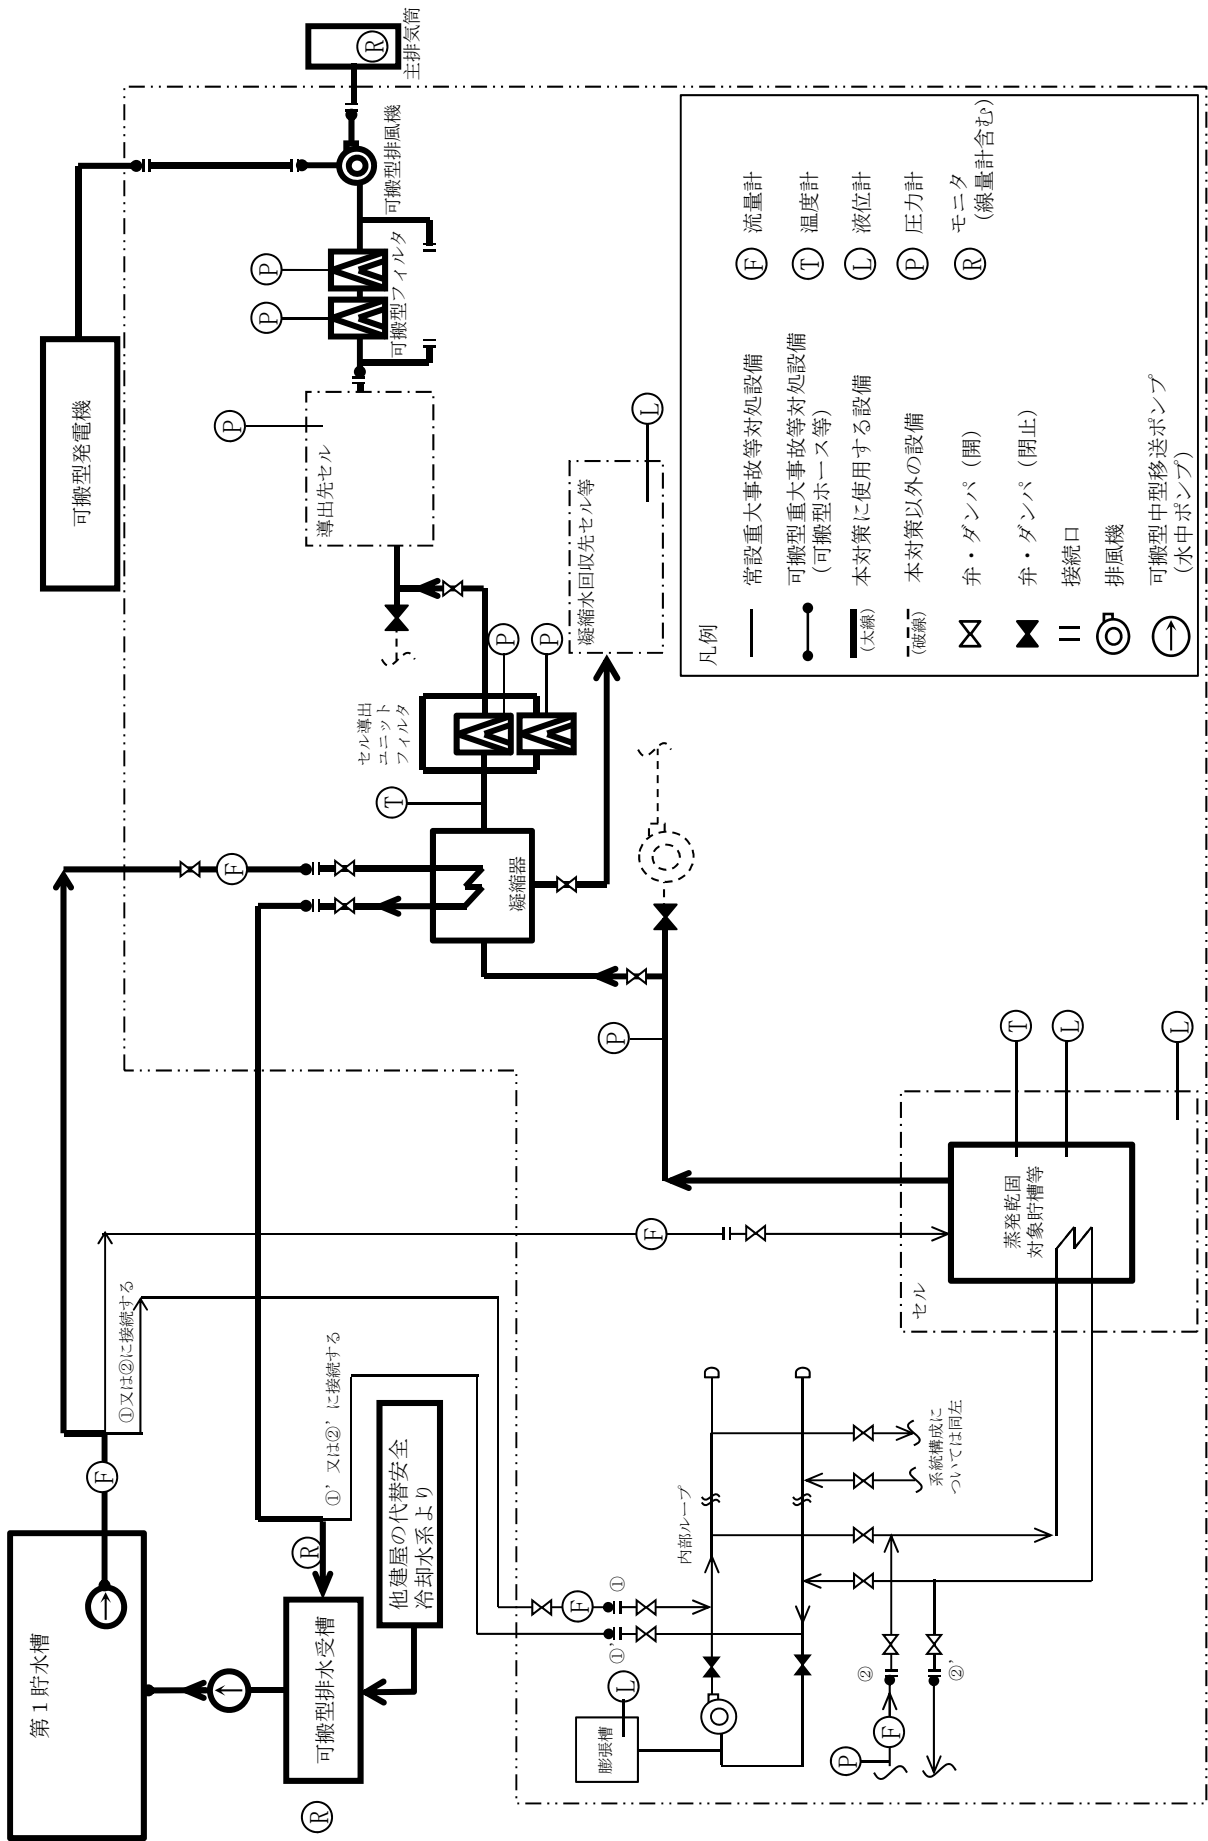 第１貯水槽
可搬型排水受槽
R
R
他建屋の代替安全
冷却水系より
F
①又は②に接続する
①’又は②’に接続する
可搬型発電機
主排気筒
R
可搬型排風機
可搬型フィルタ
P
P
導出先セル
P
凝縮水回収先セル等
L
セル導出
ユニット
フィルタ
P
P
T
凝縮器
F
P
F
セル
蒸発乾固
対象貯槽等
T
L
L
内部ループ
系統構成に
ついては同左
膨張槽
L
F
①
①’
②
②’
P
F
凡例
常設重大事故等対処設備
可搬型重大事故等対処設備
(可搬型ホース等)
(太線)
本対策に使用する設備
(破線)
本対策以外の設備
弁・ダンパ（開）
弁・ダンパ（閉止）
接続口
排風機
可搬型中型移送ポンプ
(水中ポンプ)
F 流量計
T 温度計
L 液位計
P 圧力計
R モニタ
(線量計含む)